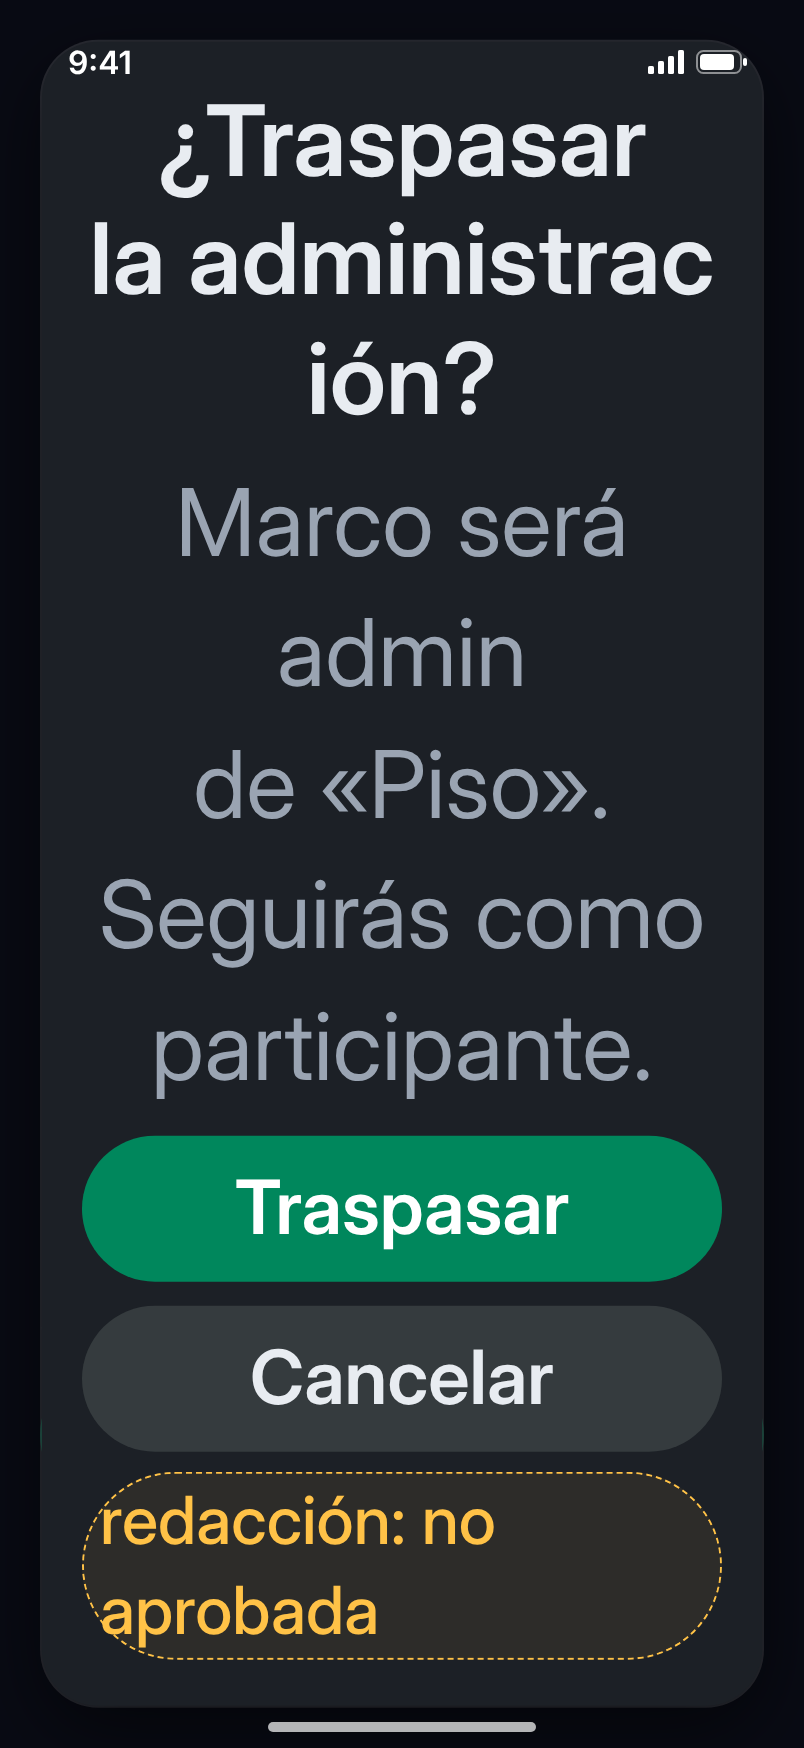 9:41
¿Traspasar
la administrac
ión?
Marco será
admin
de «Piso».
Seguirás como
participante.
Traspasar
Cancelar
redacción: no
aprobada